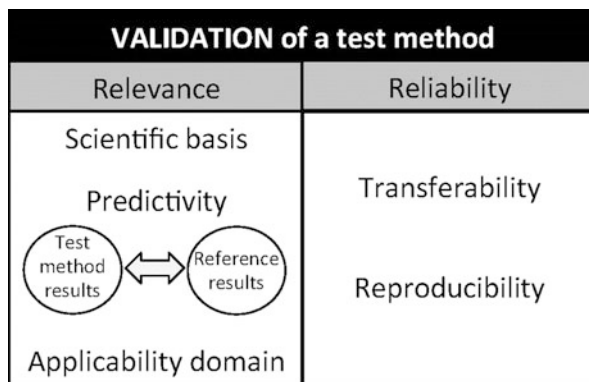 VALIDATION of a test method
Relevance
Reliability
Scientific basis
Predictivity
Test
method
results
Reference
results
Applicability domain
Transferability
Reproducibility